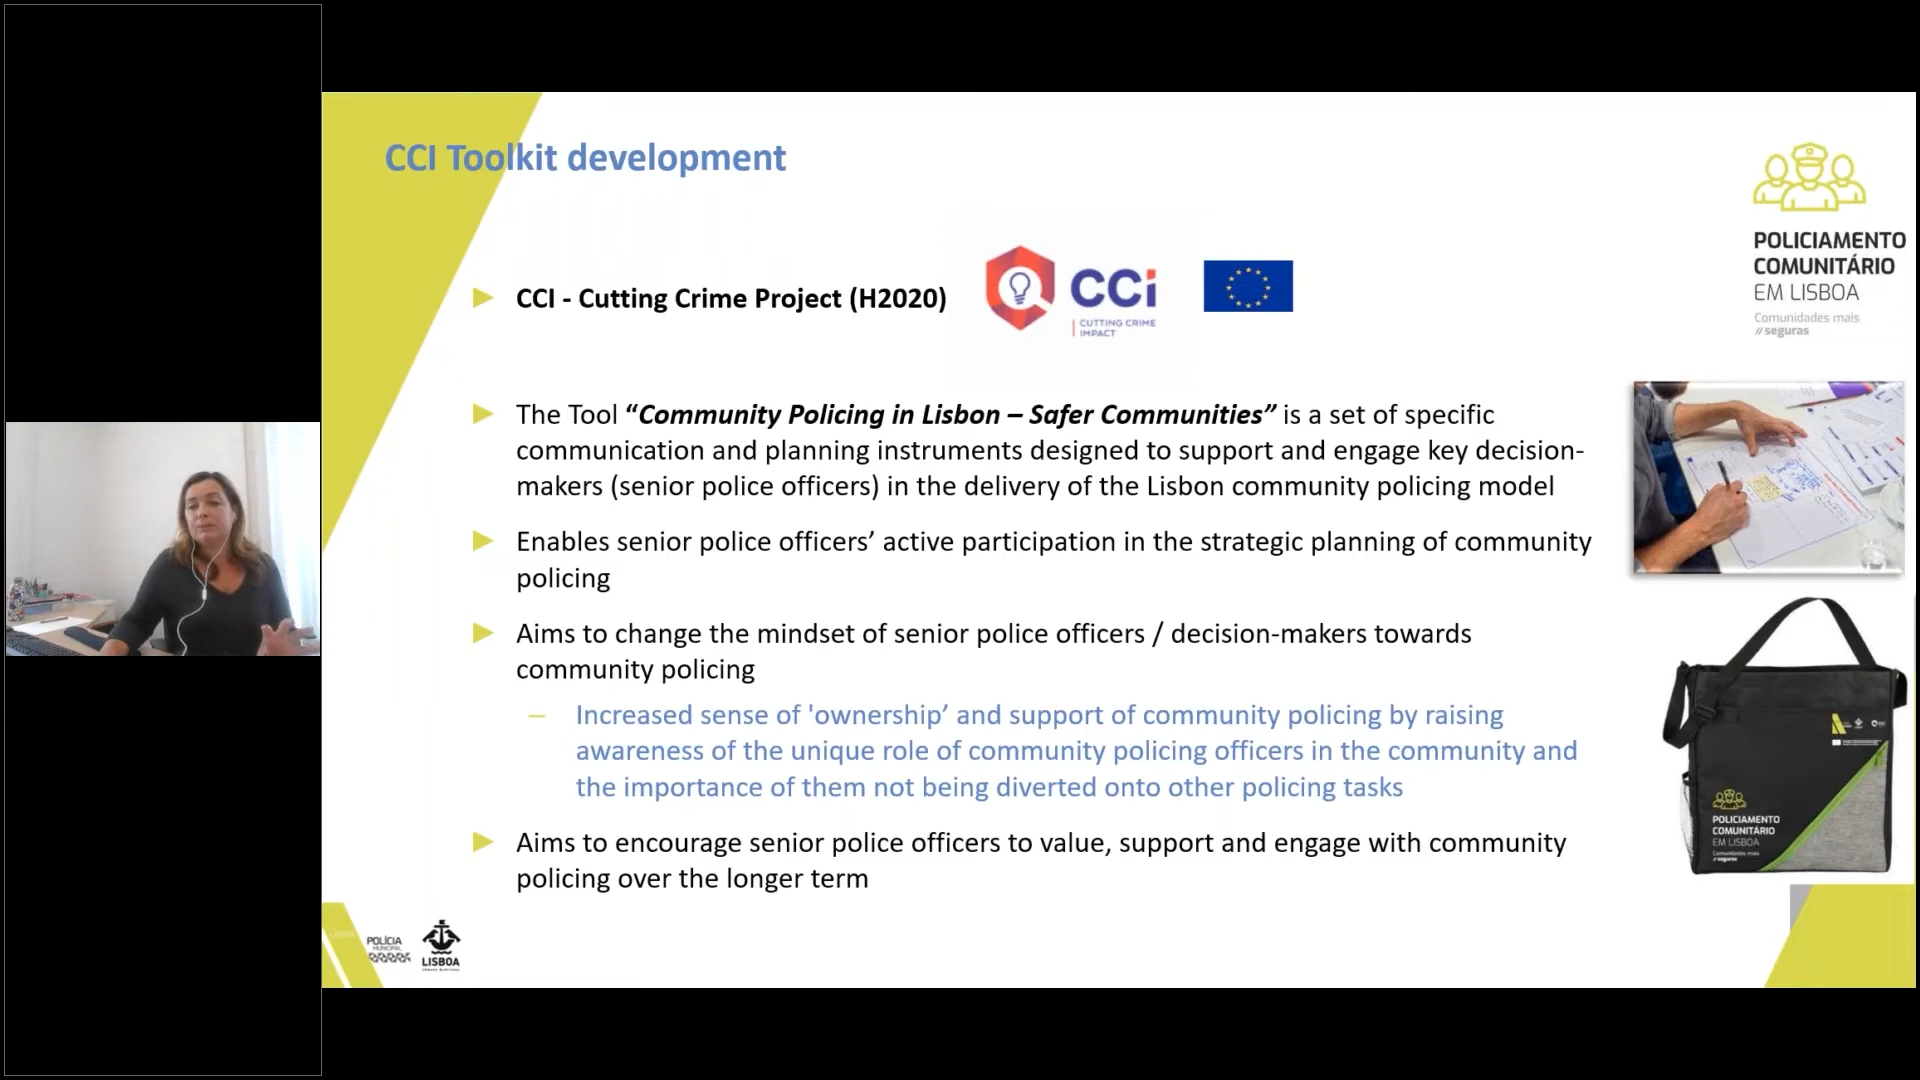 CCI Toolkit development
POLICIAMENTO
COMUNITÁRIO
EM LISBOA
Comunidades mais
// seguras
CCI - Cutting Crime Project (H2020)
CCi
CUTTING CRIME
IMPACT
The Tool “Community Policing in Lisbon – Safer Communities” is a set of specific
communication and planning instruments designed to support and engage key decision-
makers (senior police officers) in the delivery of the Lisbon community policing model
Enables senior police officers’ active participation in the strategic planning of community
policing
Aims to change the mindset of senior police officers / decision-makers towards
community policing
– Increased sense of 'ownership’ and support of community policing by raising
awareness of the unique role of community policing officers in the community and
the importance of them not being diverted onto other policing tasks
Aims to encourage senior police officers to value, support and engage with community
policing over the longer term
POLICIAMENTO
COMUNITÁRIO
EM LISBOA
Comunidades mais
// seguras
POLÍCIA
MUNICIPAL
LISBOA